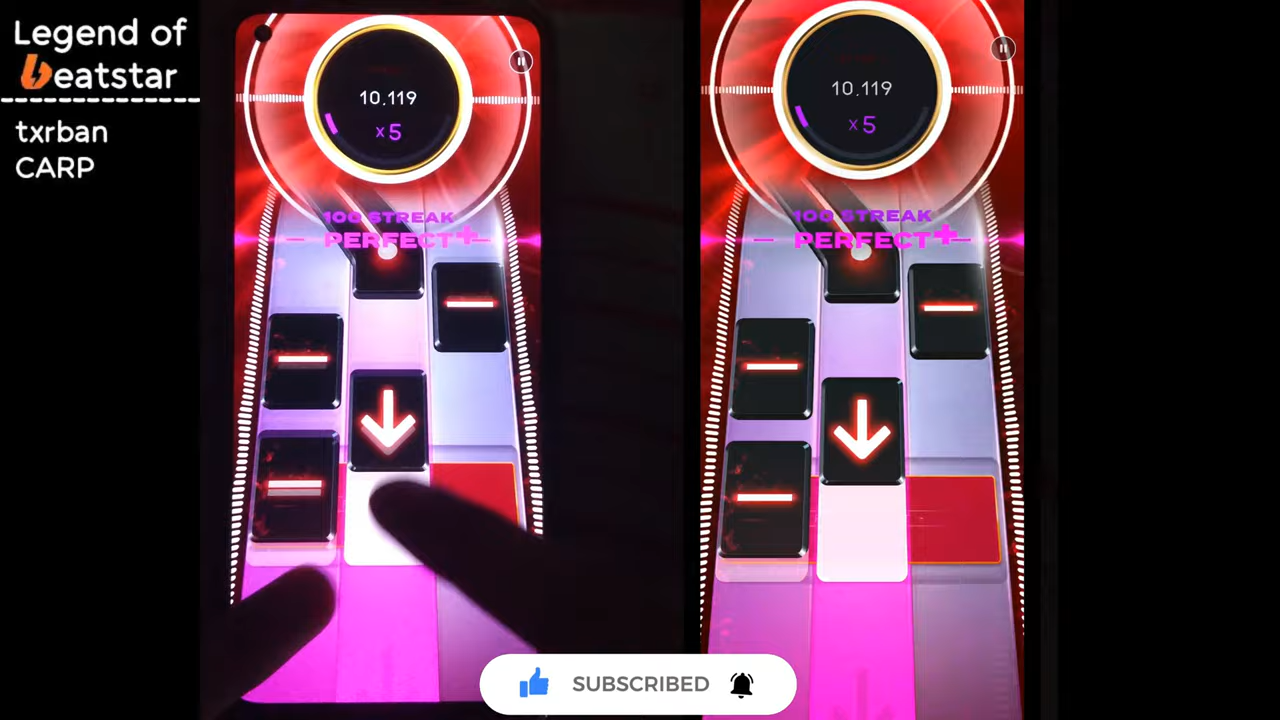 Legend of
beatstar
txrban
CARP
10.119
x5
100 STREAK
PERFECT+
10.119
x5
100 STREAK
PERFECT+
SUBSCRIBED